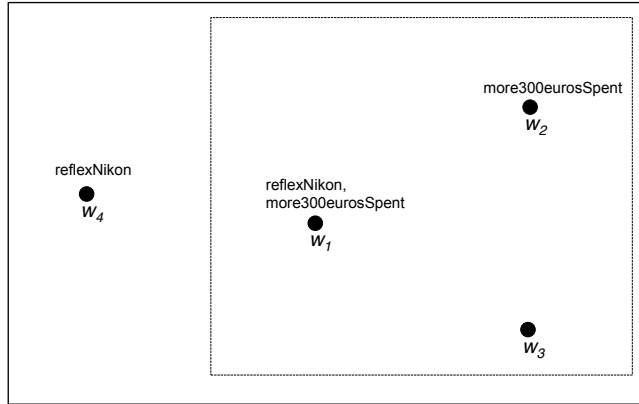 more300eurosSpent
w2
reflexNikon
w4
reflexNikon,
more300eurosSpent
w1
w3